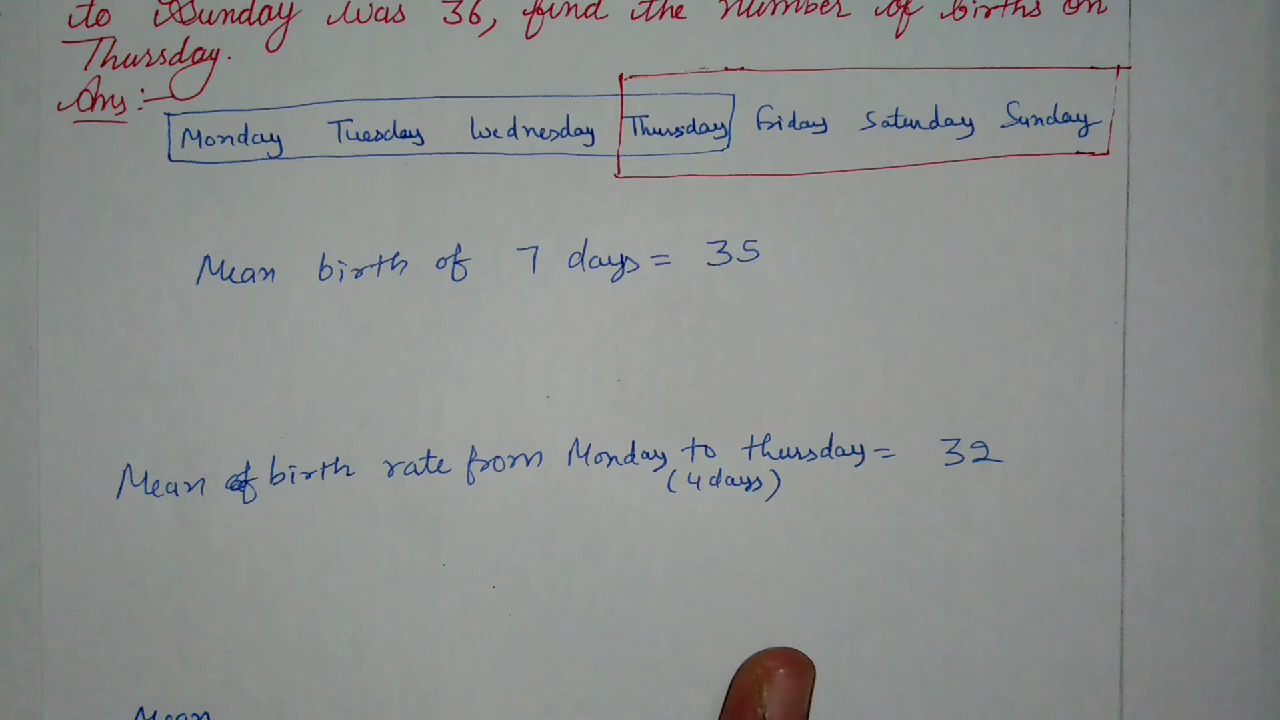 to Sunday was 36, find the number of births on
Thursday.
Ans :-
Monday Tuesday Wednesday Thursday Friday Saturday Sunday
Mean birth of 7 days = 35
Mean of birth rate from Monday to thursday = 32
(4 days)
Mean